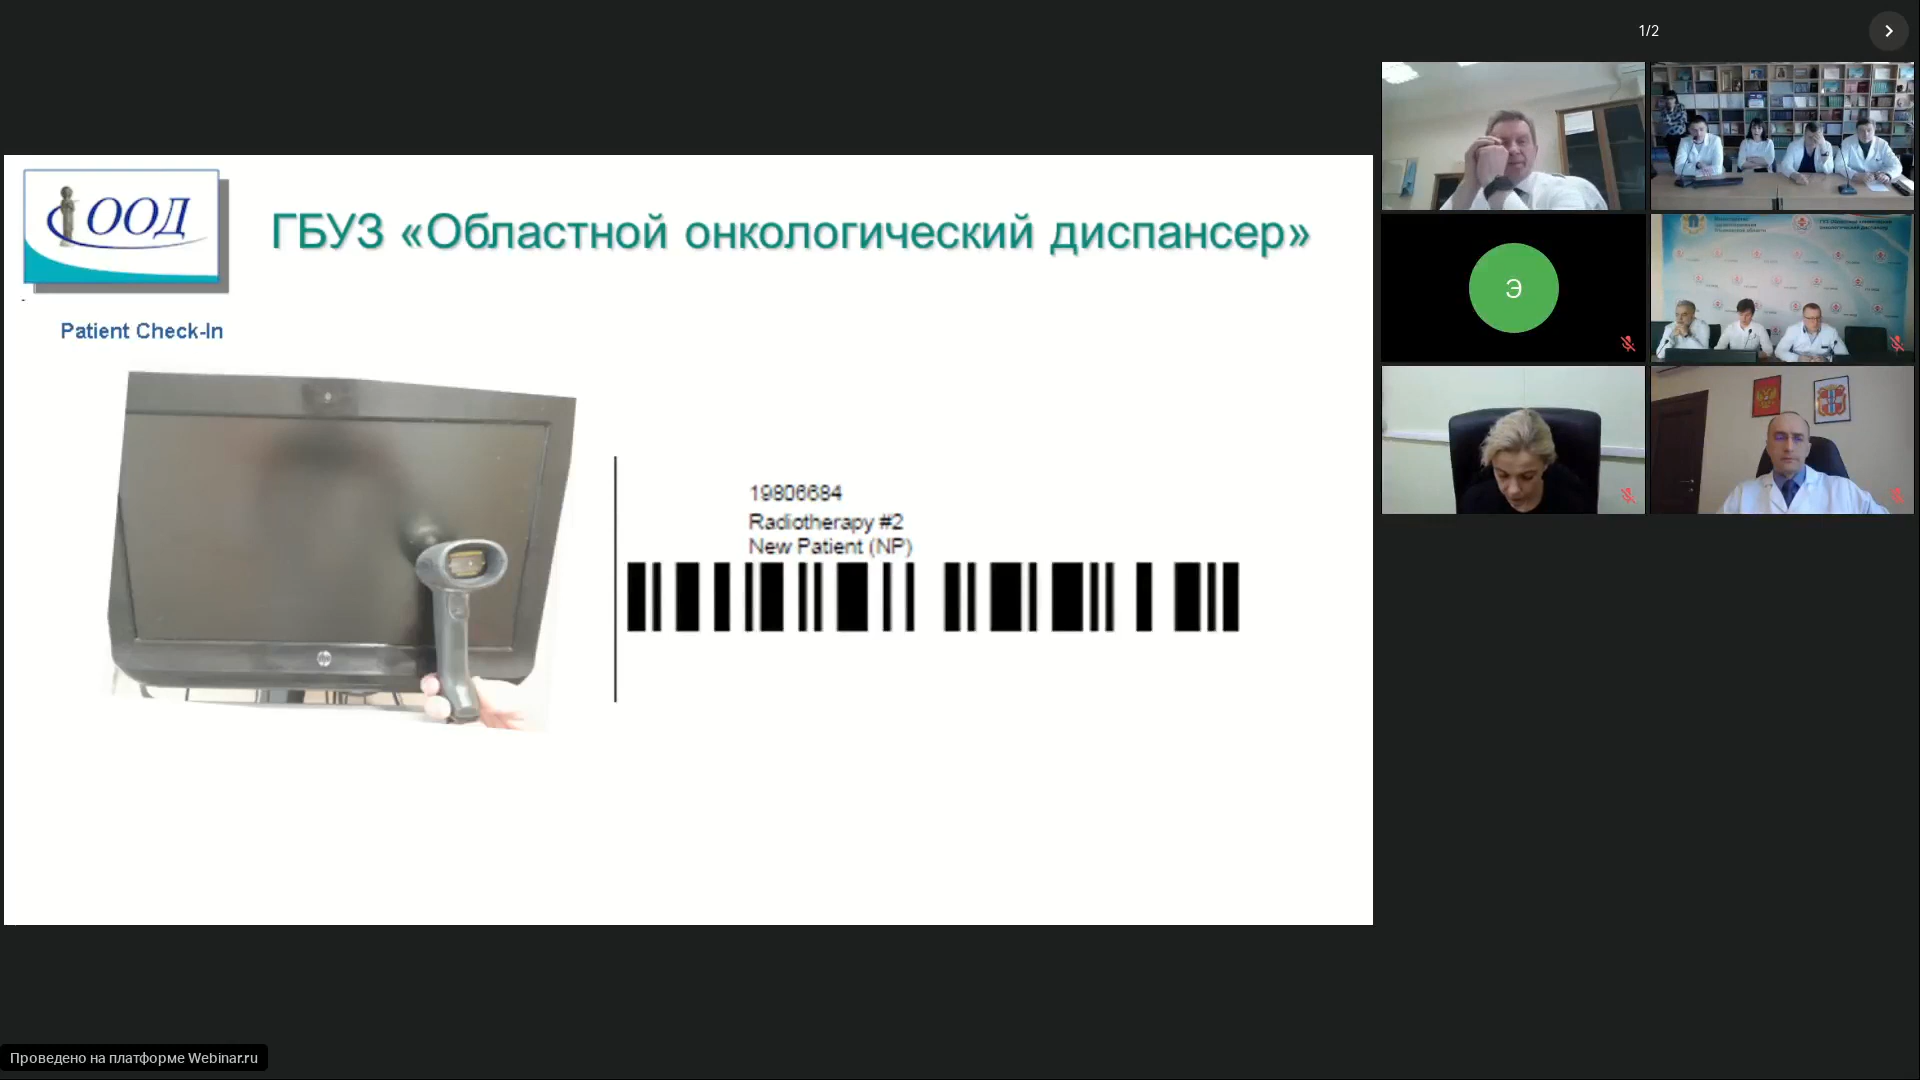 1/2
ООД
ГБУЗ «Областной онкологический диспансер»
Patient Check-In
19806684
Radiotherapy #2
New Patient (NP)
Э
Проведено на платформе Webinar.ru